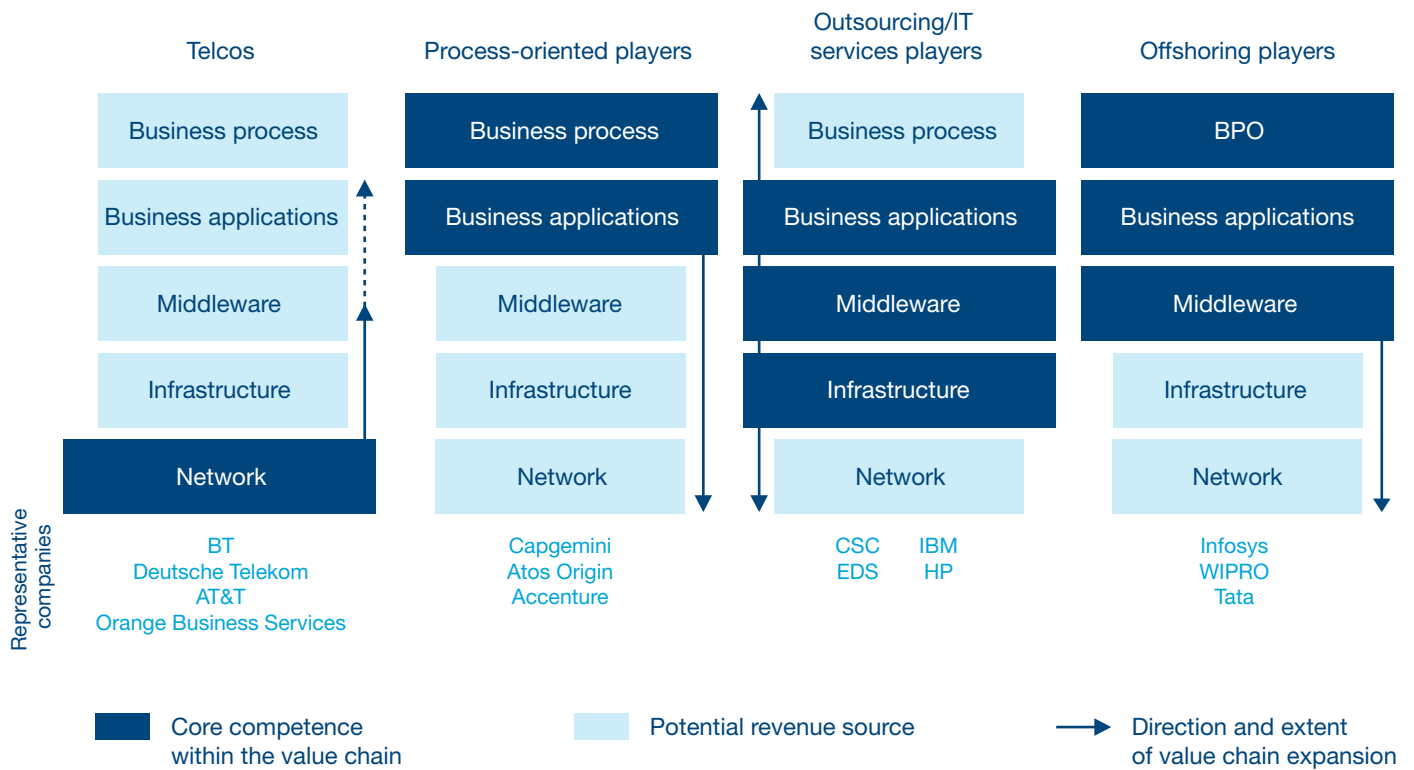 Telcos
Process-oriented players
Outsourcing/IT
services players
Offshoring players
Business process
Business process
Business process
BPO
Business applications
Business applications
Business applications
Business applications
Middleware
Middleware
Middleware
Middleware
Infrastructure
Infrastructure
Infrastructure
Infrastructure
Network
Network
Network
Network
Representative
companies
BT
Deutsche Telekom
AT&T
Orange Business Services
Capgemini
Atos Origin
Accenture
CSC IBM
EDS HP
Infosys
WIPRO
Tata
Core competence
within the value chain
Potential revenue source
Direction and extent
of value chain expansion